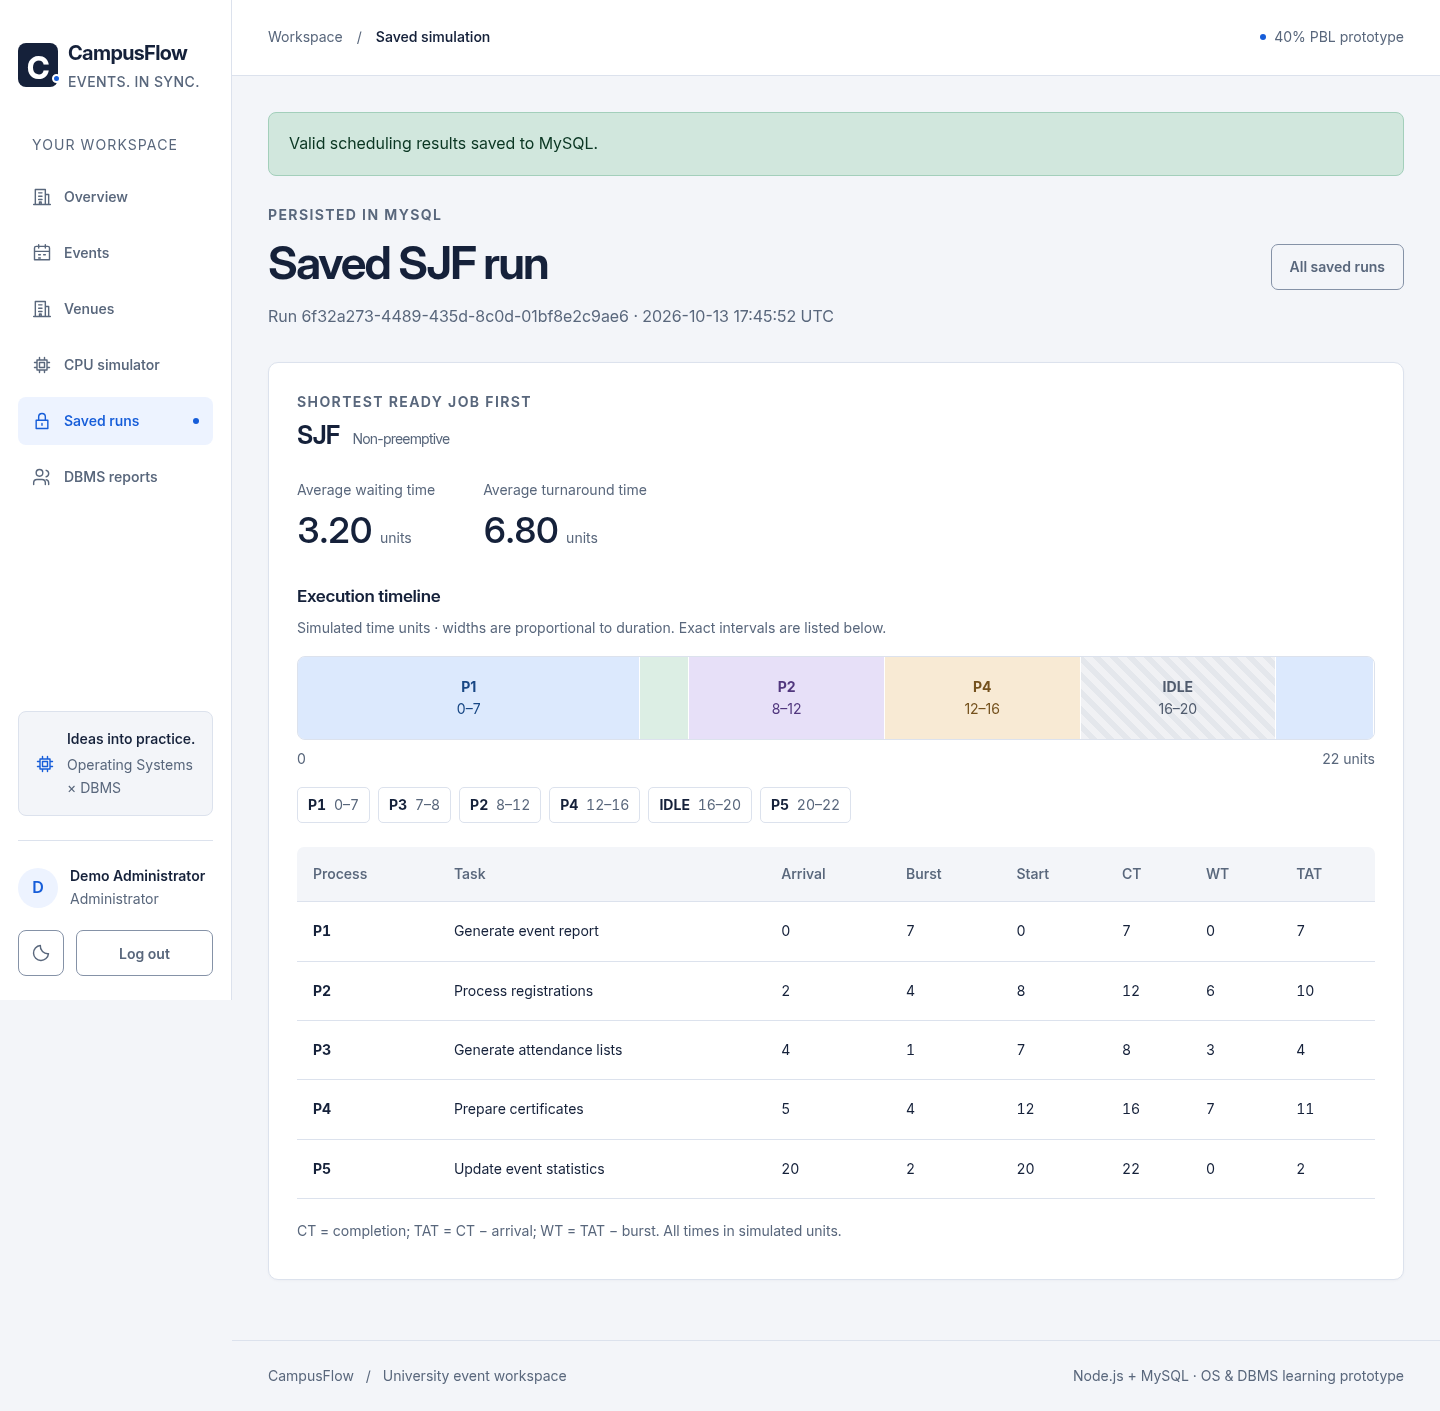 C
CampusFlow
EVENTS. IN SYNC.
YOUR WORKSPACE
Overview
Events
Venues
CPU simulator
Saved runs
DBMS reports
Ideas into practice.
Operating Systems
× DBMS
D
Demo Administrator
Administrator
Log out
Workspace / Saved simulation
40% PBL prototype
Valid scheduling results saved to MySQL.
PERSISTED IN MYSQL
Saved SJF run
All saved runs
Run 6f32a273-4489-435d-8c0d-01bf8e2c9ae6 · 2026-10-13 17:45:52 UTC
SHORTEST READY JOB FIRST
SJF Non-preemptive
Average waiting time
3.20 units
Average turnaround time
6.80 units
Execution timeline
Simulated time units · widths are proportional to duration. Exact intervals are listed below.
P1
0–7
P2
8–12
P4
12–16
IDLE
16–20
0
22 units
P1 0–7
P3 7–8
P2 8–12
P4 12–16
IDLE 16–20
P5 20–22
Process Task Arrival Burst Start CT WT TAT
P1 Generate event report 0 7 0 7 0 7
P2 Process registrations 2 4 8 12 6 10
P3 Generate attendance lists 4 1 7 8 3 4
P4 Prepare certificates 5 4 12 16 7 11
P5 Update event statistics 20 2 20 22 0 2
CT = completion; TAT = CT − arrival; WT = TAT − burst. All times in simulated units.
CampusFlow / University event workspace
Node.js + MySQL · OS & DBMS learning prototype